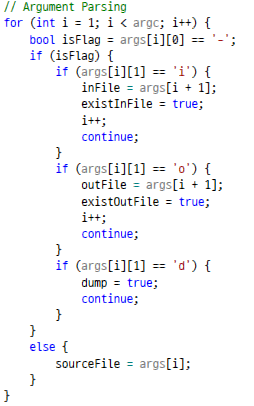 // Argument Parsing
for (int i = 1; i < argc; i++) {
    bool isFlag = args[i][0] == '-';
    if (isFlag) {
        if (args[i][1] == 'i') {
            inFile = args[i + 1];
            existInFile = true;
            i++;
            continue;
        }
        if (args[i][1] == 'o') {
            outFile = args[i + 1];
            existOutFile = true;
            i++;
            continue;
        }
        if (args[i][1] == 'd') {
            dump = true;
            continue;
        }
    }
    else {
        sourceFile = args[i];
    }
}